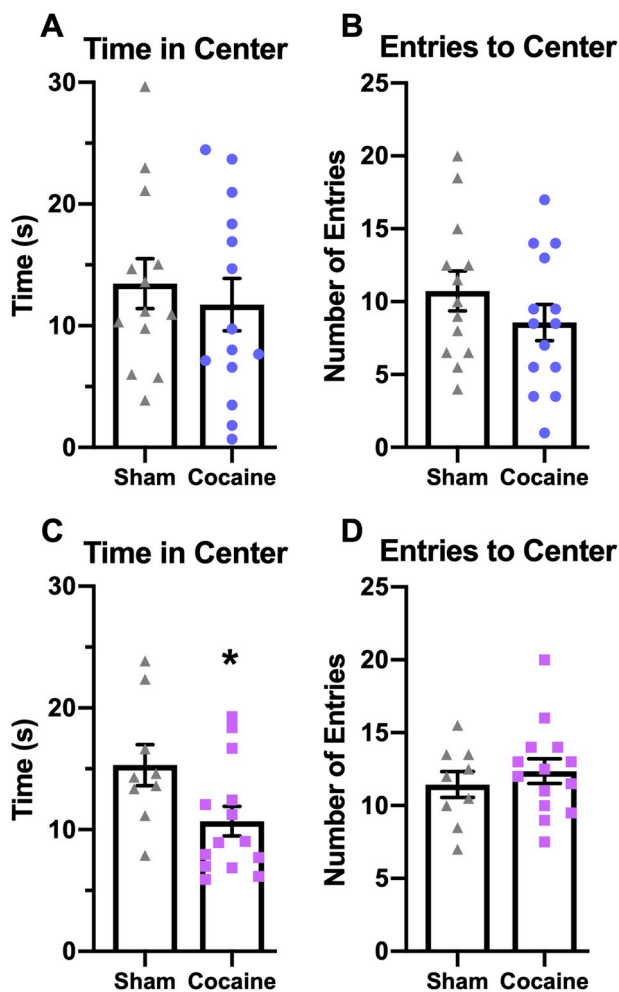 A
Time in Center
Time (s)
30
20
10
0
Sham Cocaine
B
Entries to Center
Number of Entries
25
20
15
10
5
0
Sham Cocaine
C
Time in Center
Time (s)
30
20
10
0
*
Sham Cocaine
D
Entries to Center
Number of Entries
25
20
15
10
5
0
Sham Cocaine